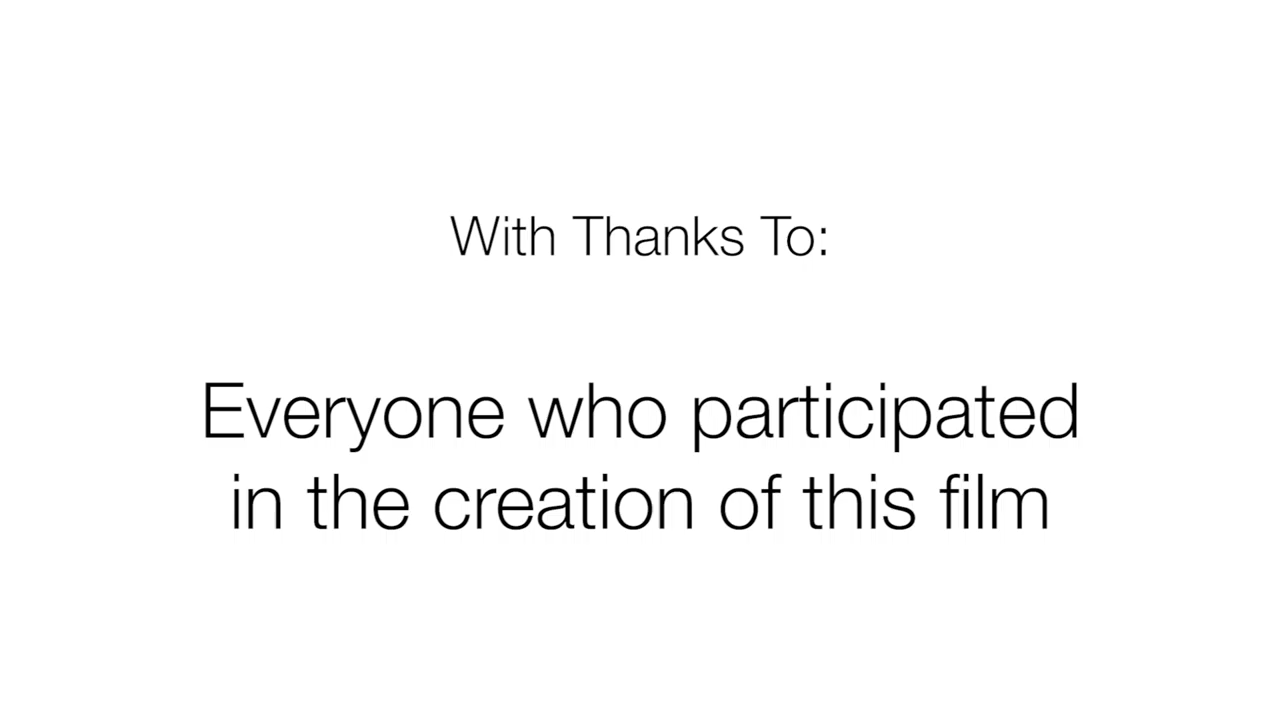 With Thanks To:
Everyone who participated
in the creation of this film